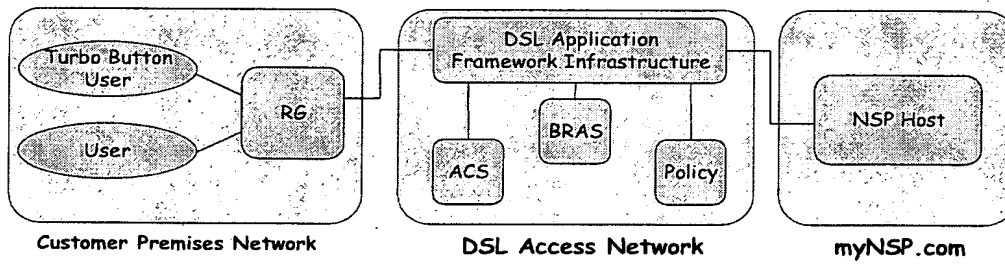 Turbo Button
User
User
RG
Customer Premises Network
DSL Application
Framework Infrastructure
ACS
BRAS
Policy
DSL Access Network
NSP Host
myNSP.com